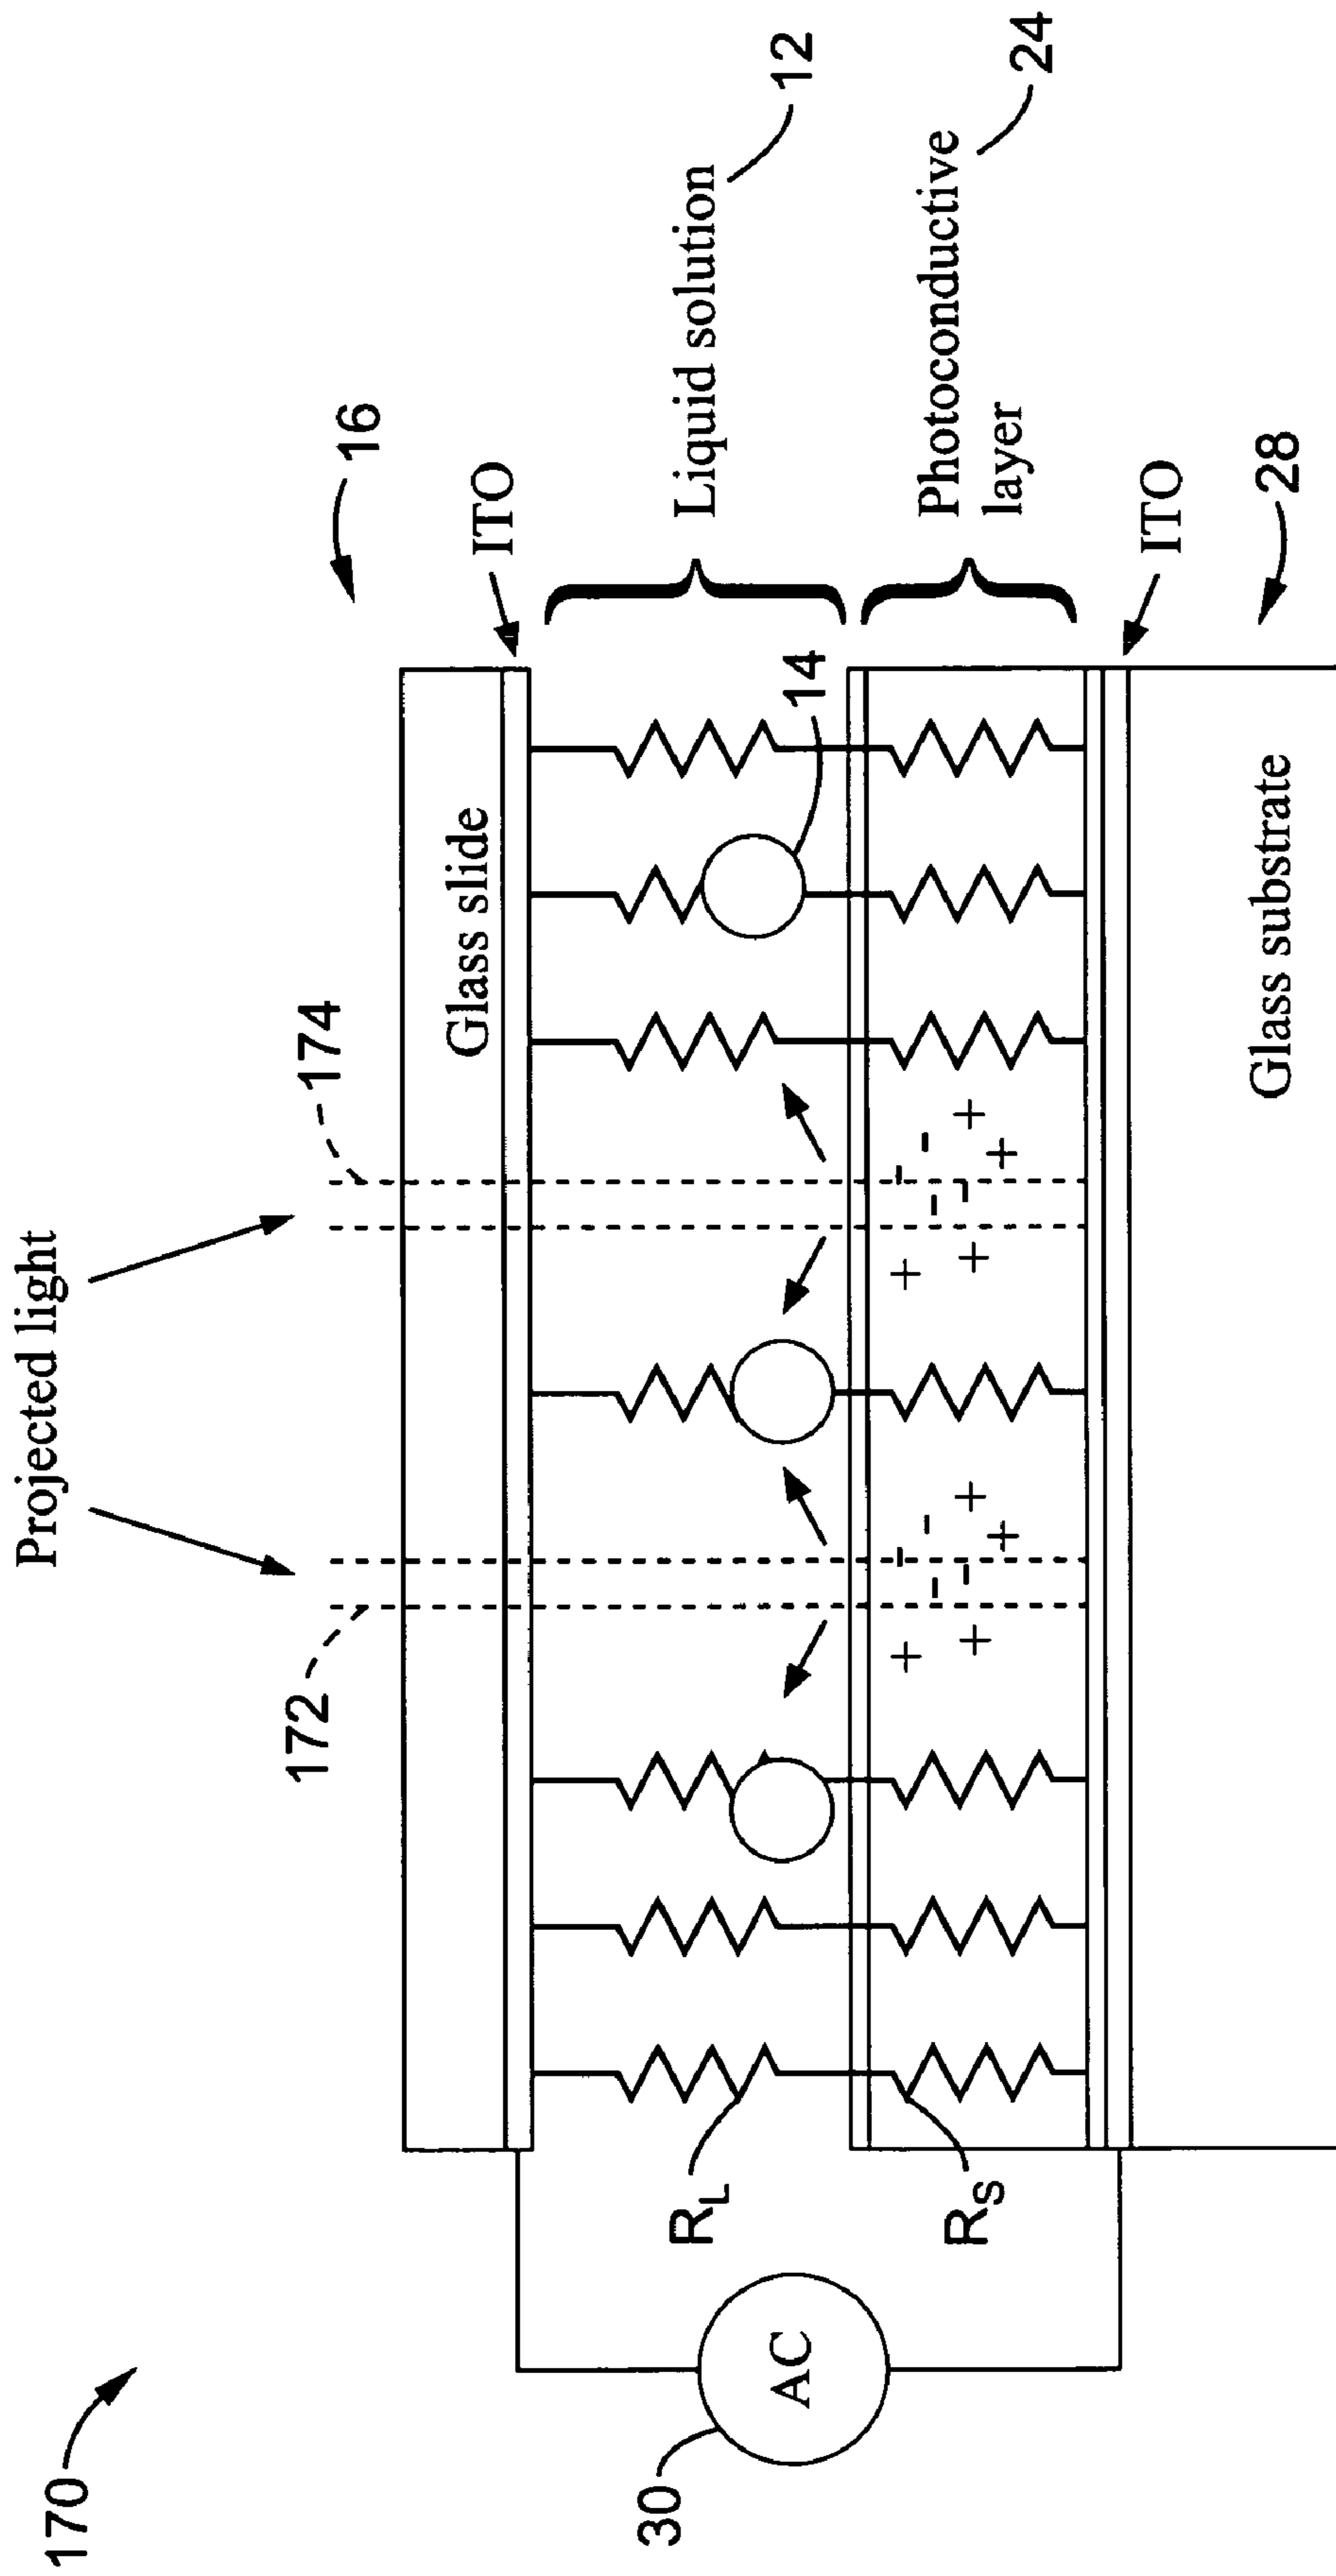 170
Projected light
172
174
16
Glass slide
ITO
Liquid solution
12
14
R_L
AC
30
R_S
+ + - - - - + +
+ + - - - - + +
Photoconductive
layer
24
ITO
Glass substrate
28